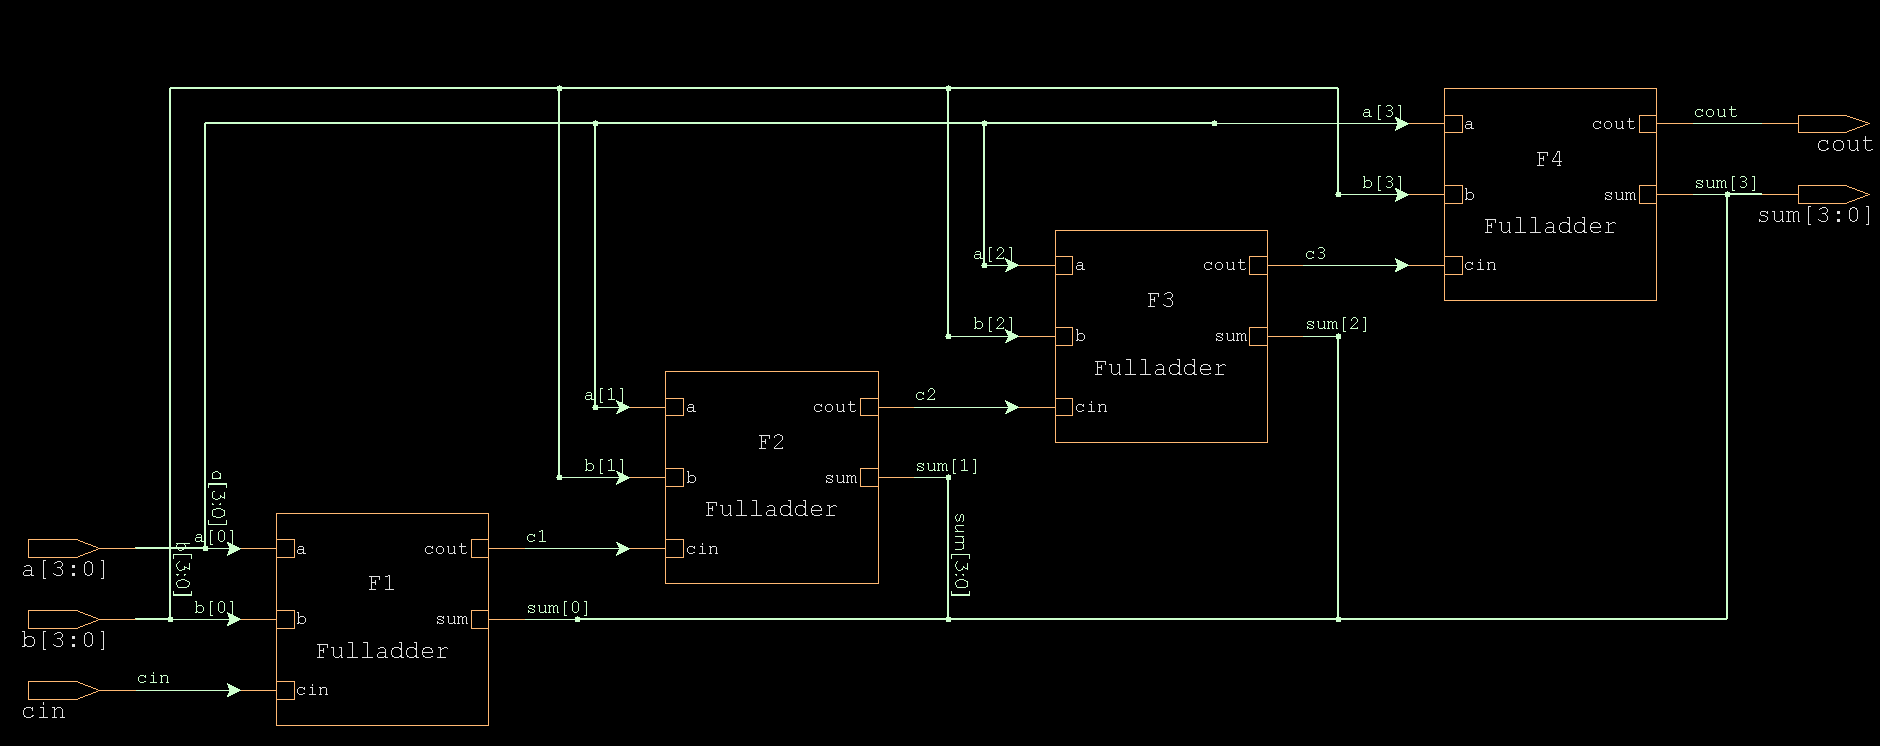 a[3] cout
a cout cout
F4
b[3] sum[3]
b sum sum[3:0]
Fulladder
a[2] c3
a cout cin
F3
b[2] sum[2]
b sum
Fulladder
a[1] c2
a cout cin
F2
b[1] sum[1]
b sum
Fulladder
a[3:0]
sum[3:0]
a[0] c1
a cout cin
b[3:0]
a[3:0]
F1
b[0] sum[0]
b sum
b[3:0]
Fulladder
cin
cin
cin